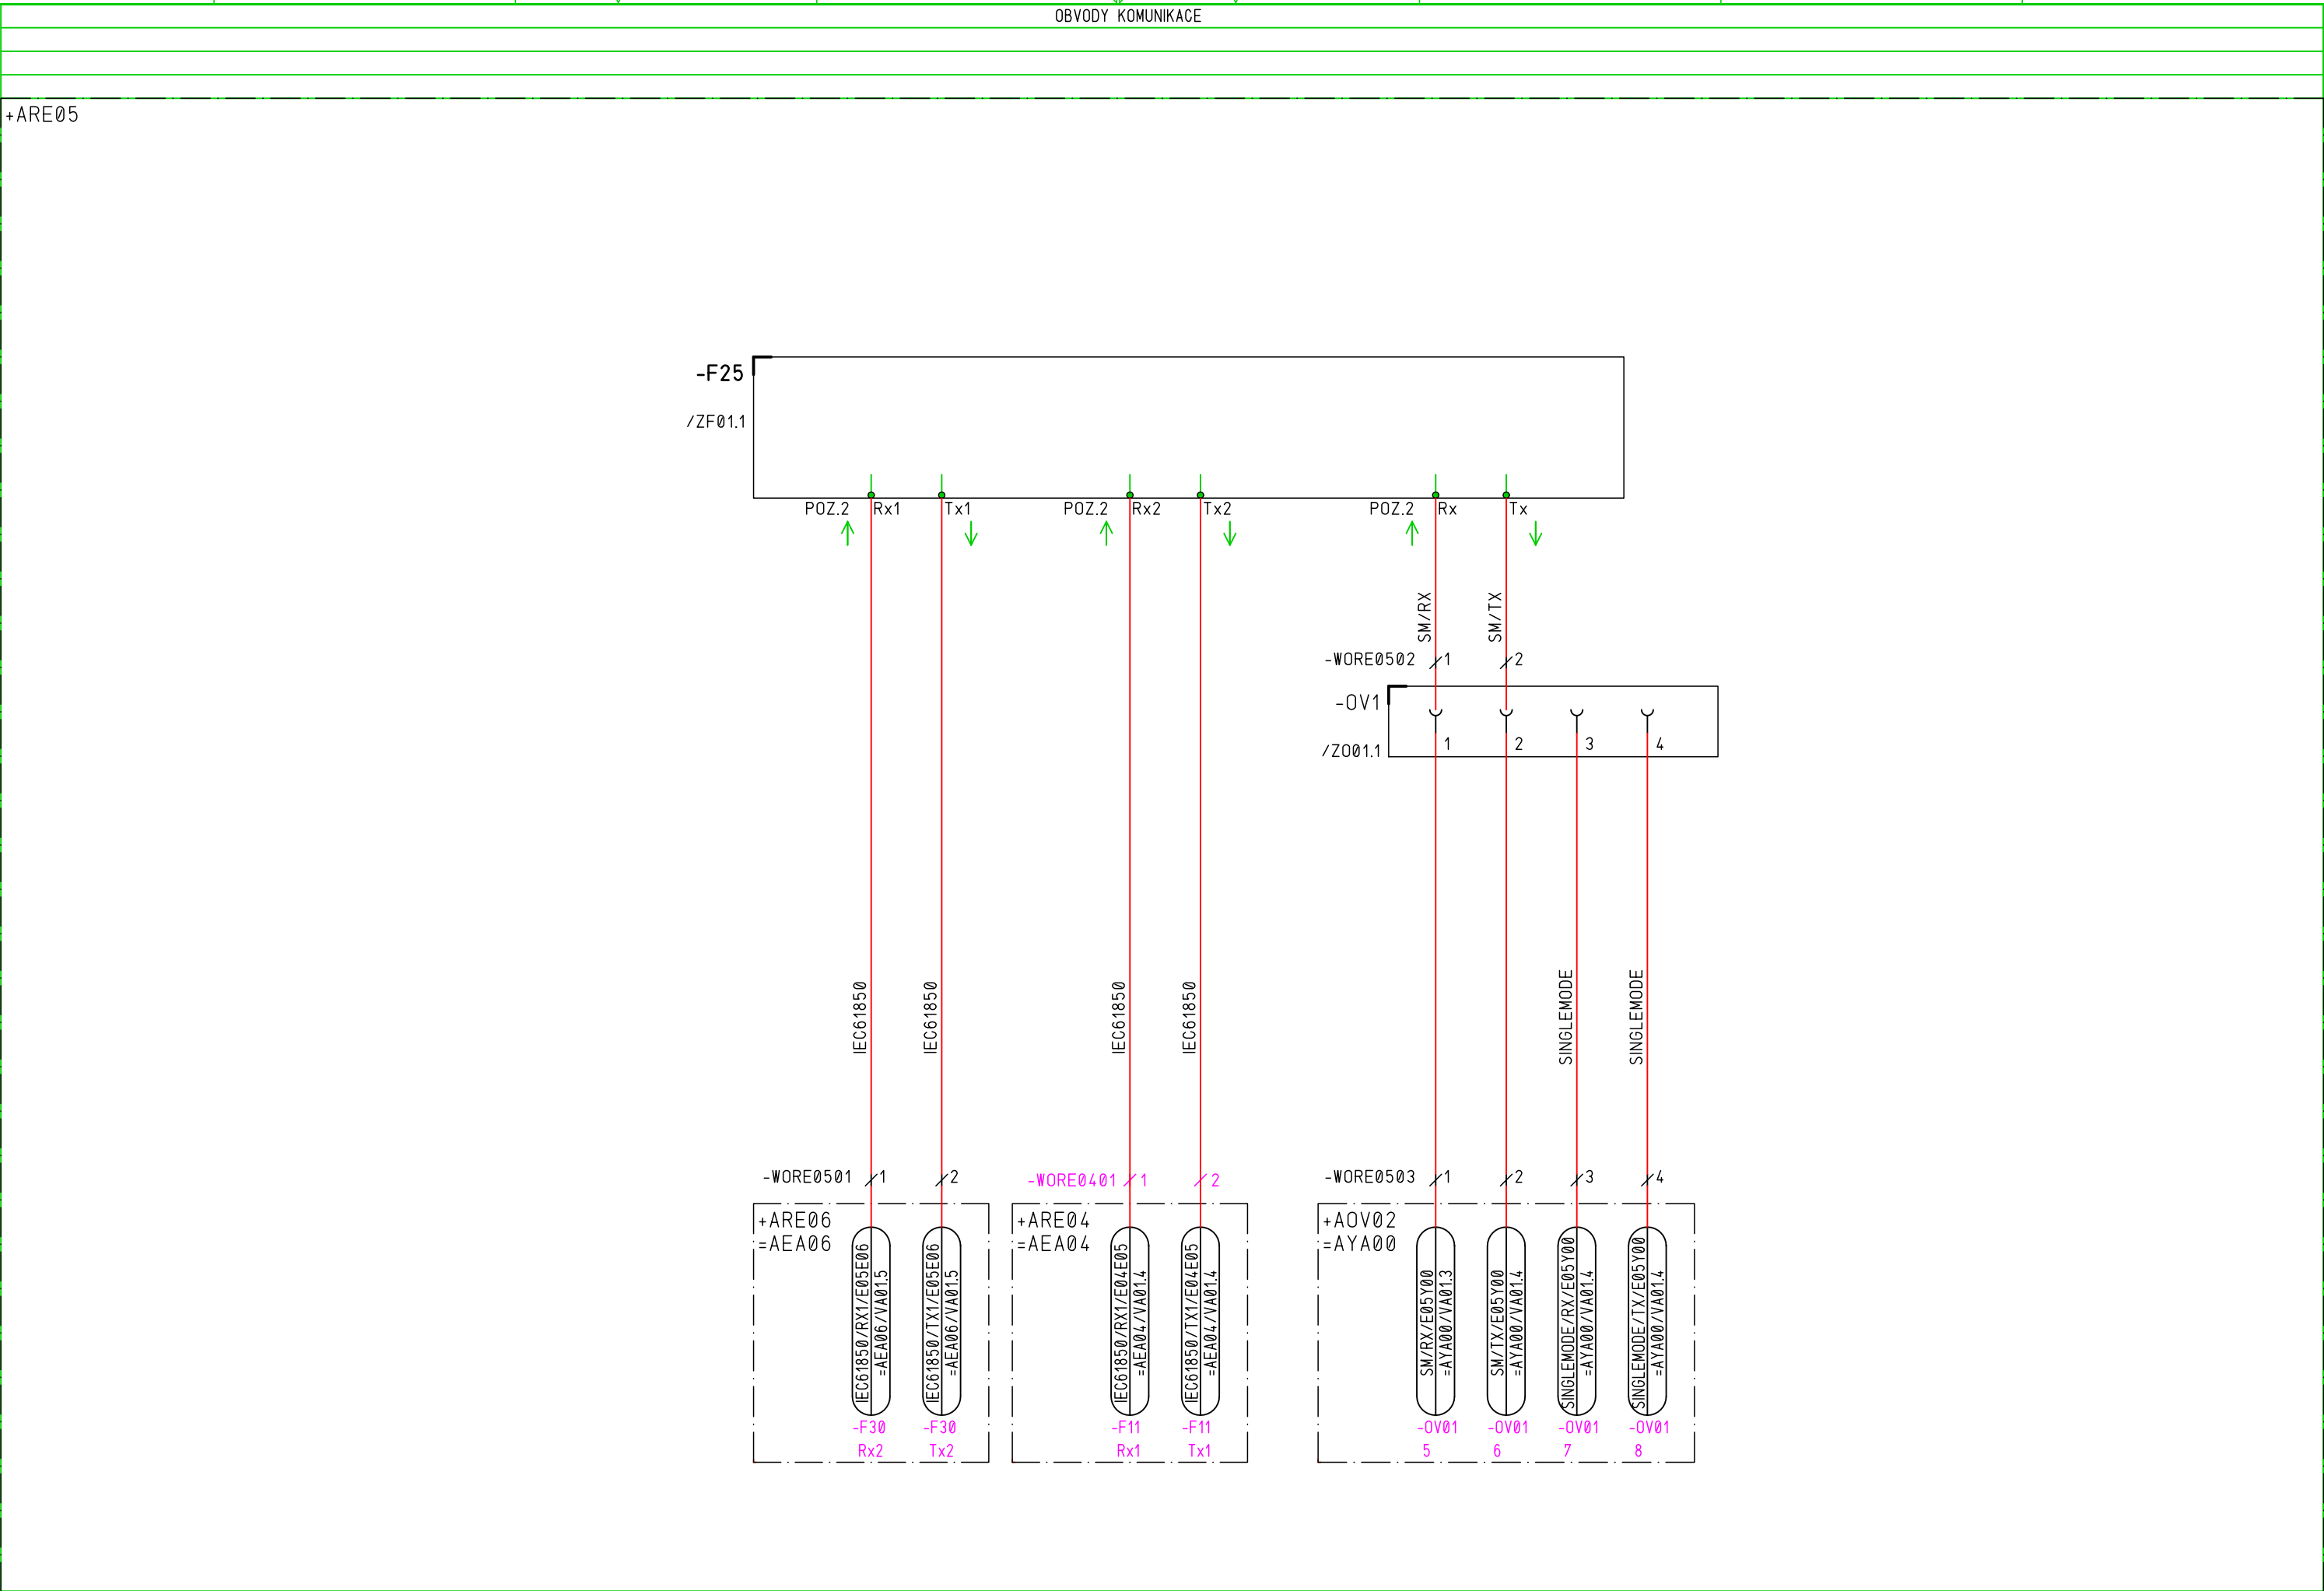 OBVODY KOMUNIKACE
+ARE05
-F25
/ZF01.1
POZ.2 Rx1 Tx1 POZ.2 Rx2 Tx2 POZ.2 Rx Tx
SM/RX SM/TX
-WORE0502 1 2
-OV1
/ZO01.1 1 2 3 4
IEC61850 IEC61850 IEC61850 IEC61850 SINGLEMODE SINGLEMODE
-WORE0501 1 2 -WORE0401 1 2 -WORE0503 1 2 3 4
+ARE06 +ARE04 +AOV02
=AEA06 =AEA04 =AYA00
IEC61850/RX1/E05E06
=AEA06/VA01.5
IEC61850/TX1/E05E06
=AEA06/VA01.5
IEC61850/RX1/E04E05
=AEA04/VA01.4
IEC61850/TX1/E04E05
=AEA04/VA01.4
SM/RX/E05Y00
=AYA00/VA01.3
SM/TX/E05Y00
=AYA00/VA01.4
SINGLEMODE/RX/E05Y00
=AYA00/VA01.4
SINGLEMODE/TX/E05Y00
=AYA00/VA01.4
-F30 -F30 -F11 -F11 -OV01 -OV01 -OV01 -OV01
Rx2 Tx2 Rx1 Tx1 5 6 7 8